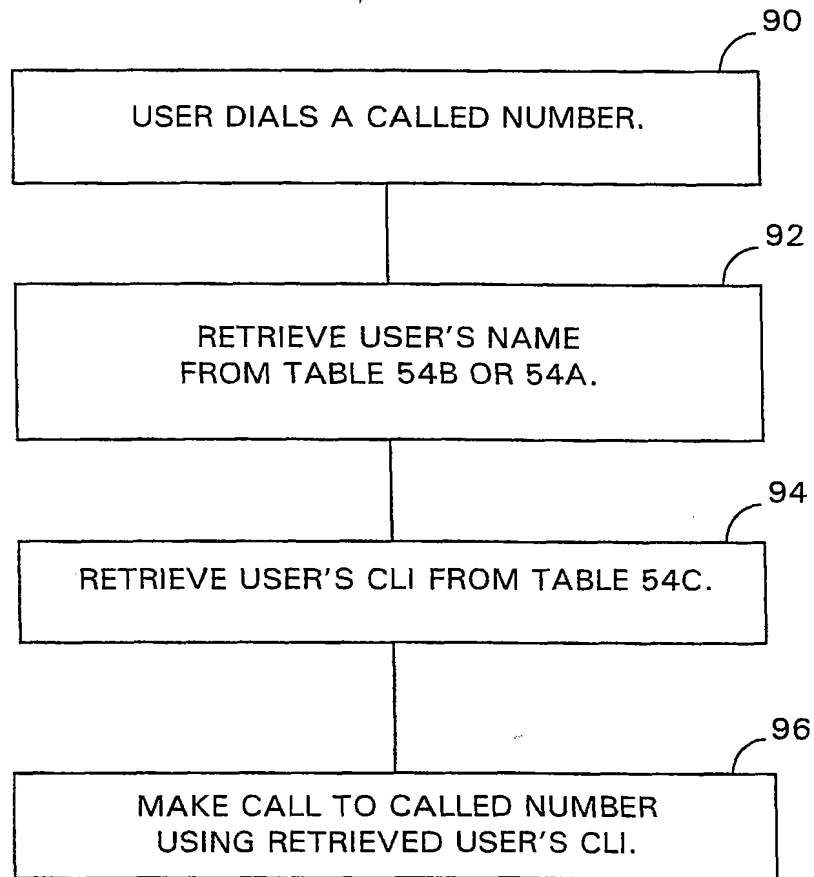 90
USER DIALS A CALLED NUMBER.
92
RETRIEVE USER'S NAME
FROM TABLE 54B OR 54A.
94
RETRIEVE USER'S CLI FROM TABLE 54C.
96
MAKE CALL TO CALLED NUMBER
USING RETRIEVED USER'S CLI.